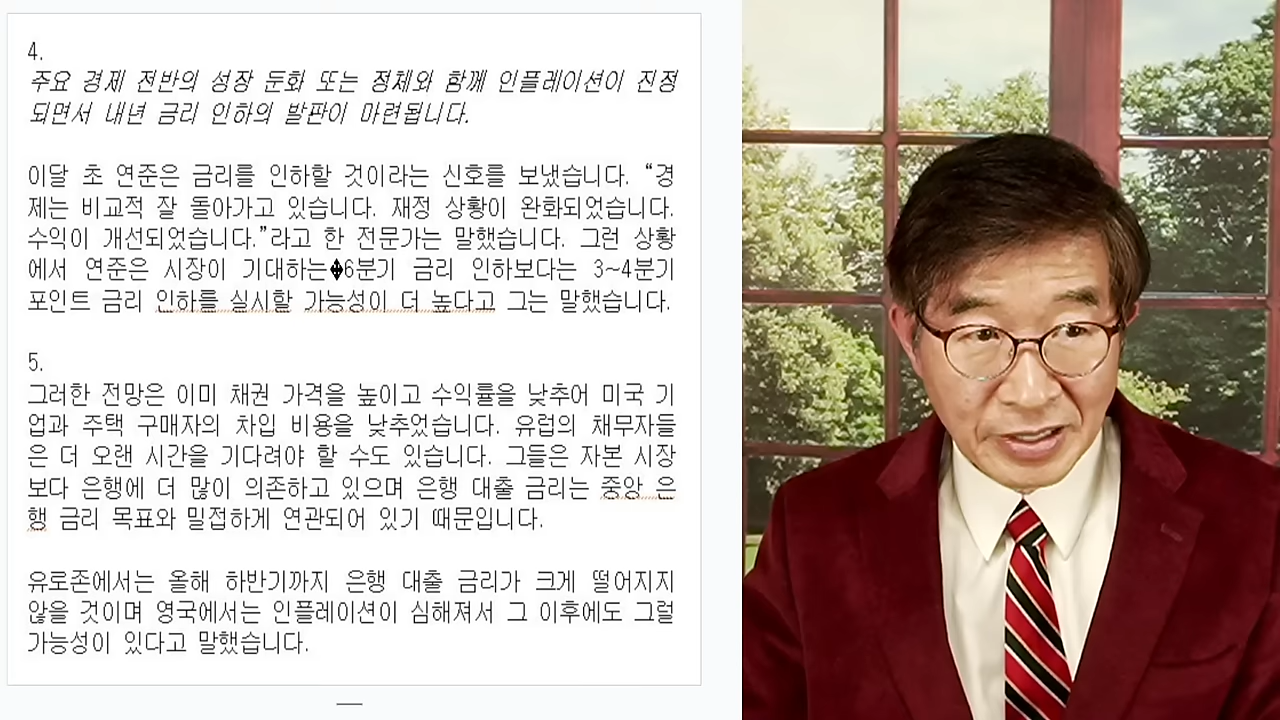 4.
주요 경제 전반의 성장 둔화 또는 정체와 함께 인플레이션이 진정
되면서 내년 금리 인하의 발판이 마련됩니다.
이달 초 연준은 금리를 인하할 것이라는 신호를 보냈습니다. “경
제는 비교적 잘 돌아가고 있습니다. 재정 상황이 완화되었습니다.
수익이 개선되었습니다.”라고 한 전문가는 말했습니다. 그런 상황
에서 연준은 시장이 기대하는 6분기 금리 인하보다는 3~4분기
포인트 금리 인하를 실시할 가능성이 더 높다고 그는 말했습니다.
5.
그러한 전망은 이미 채권 가격을 높이고 수익률을 낮추어 미국 기
업과 주택 구매자의 차입 비용을 낮추었습니다. 유럽의 채무자들
은 더 오랜 시간을 기다려야 할 수도 있습니다. 그들은 자본 시장
보다 은행에 더 많이 의존하고 있으며 은행 대출 금리는 중앙 은
행 금리 목표와 밀접하게 연관되어 있기 때문입니다.
유로존에서는 올해 하반기까지 은행 대출 금리가 크게 떨어지지
않을 것이며 영국에서는 인플레이션이 심해져서 그 이후에도 그럴
가능성이 있다고 말했습니다.